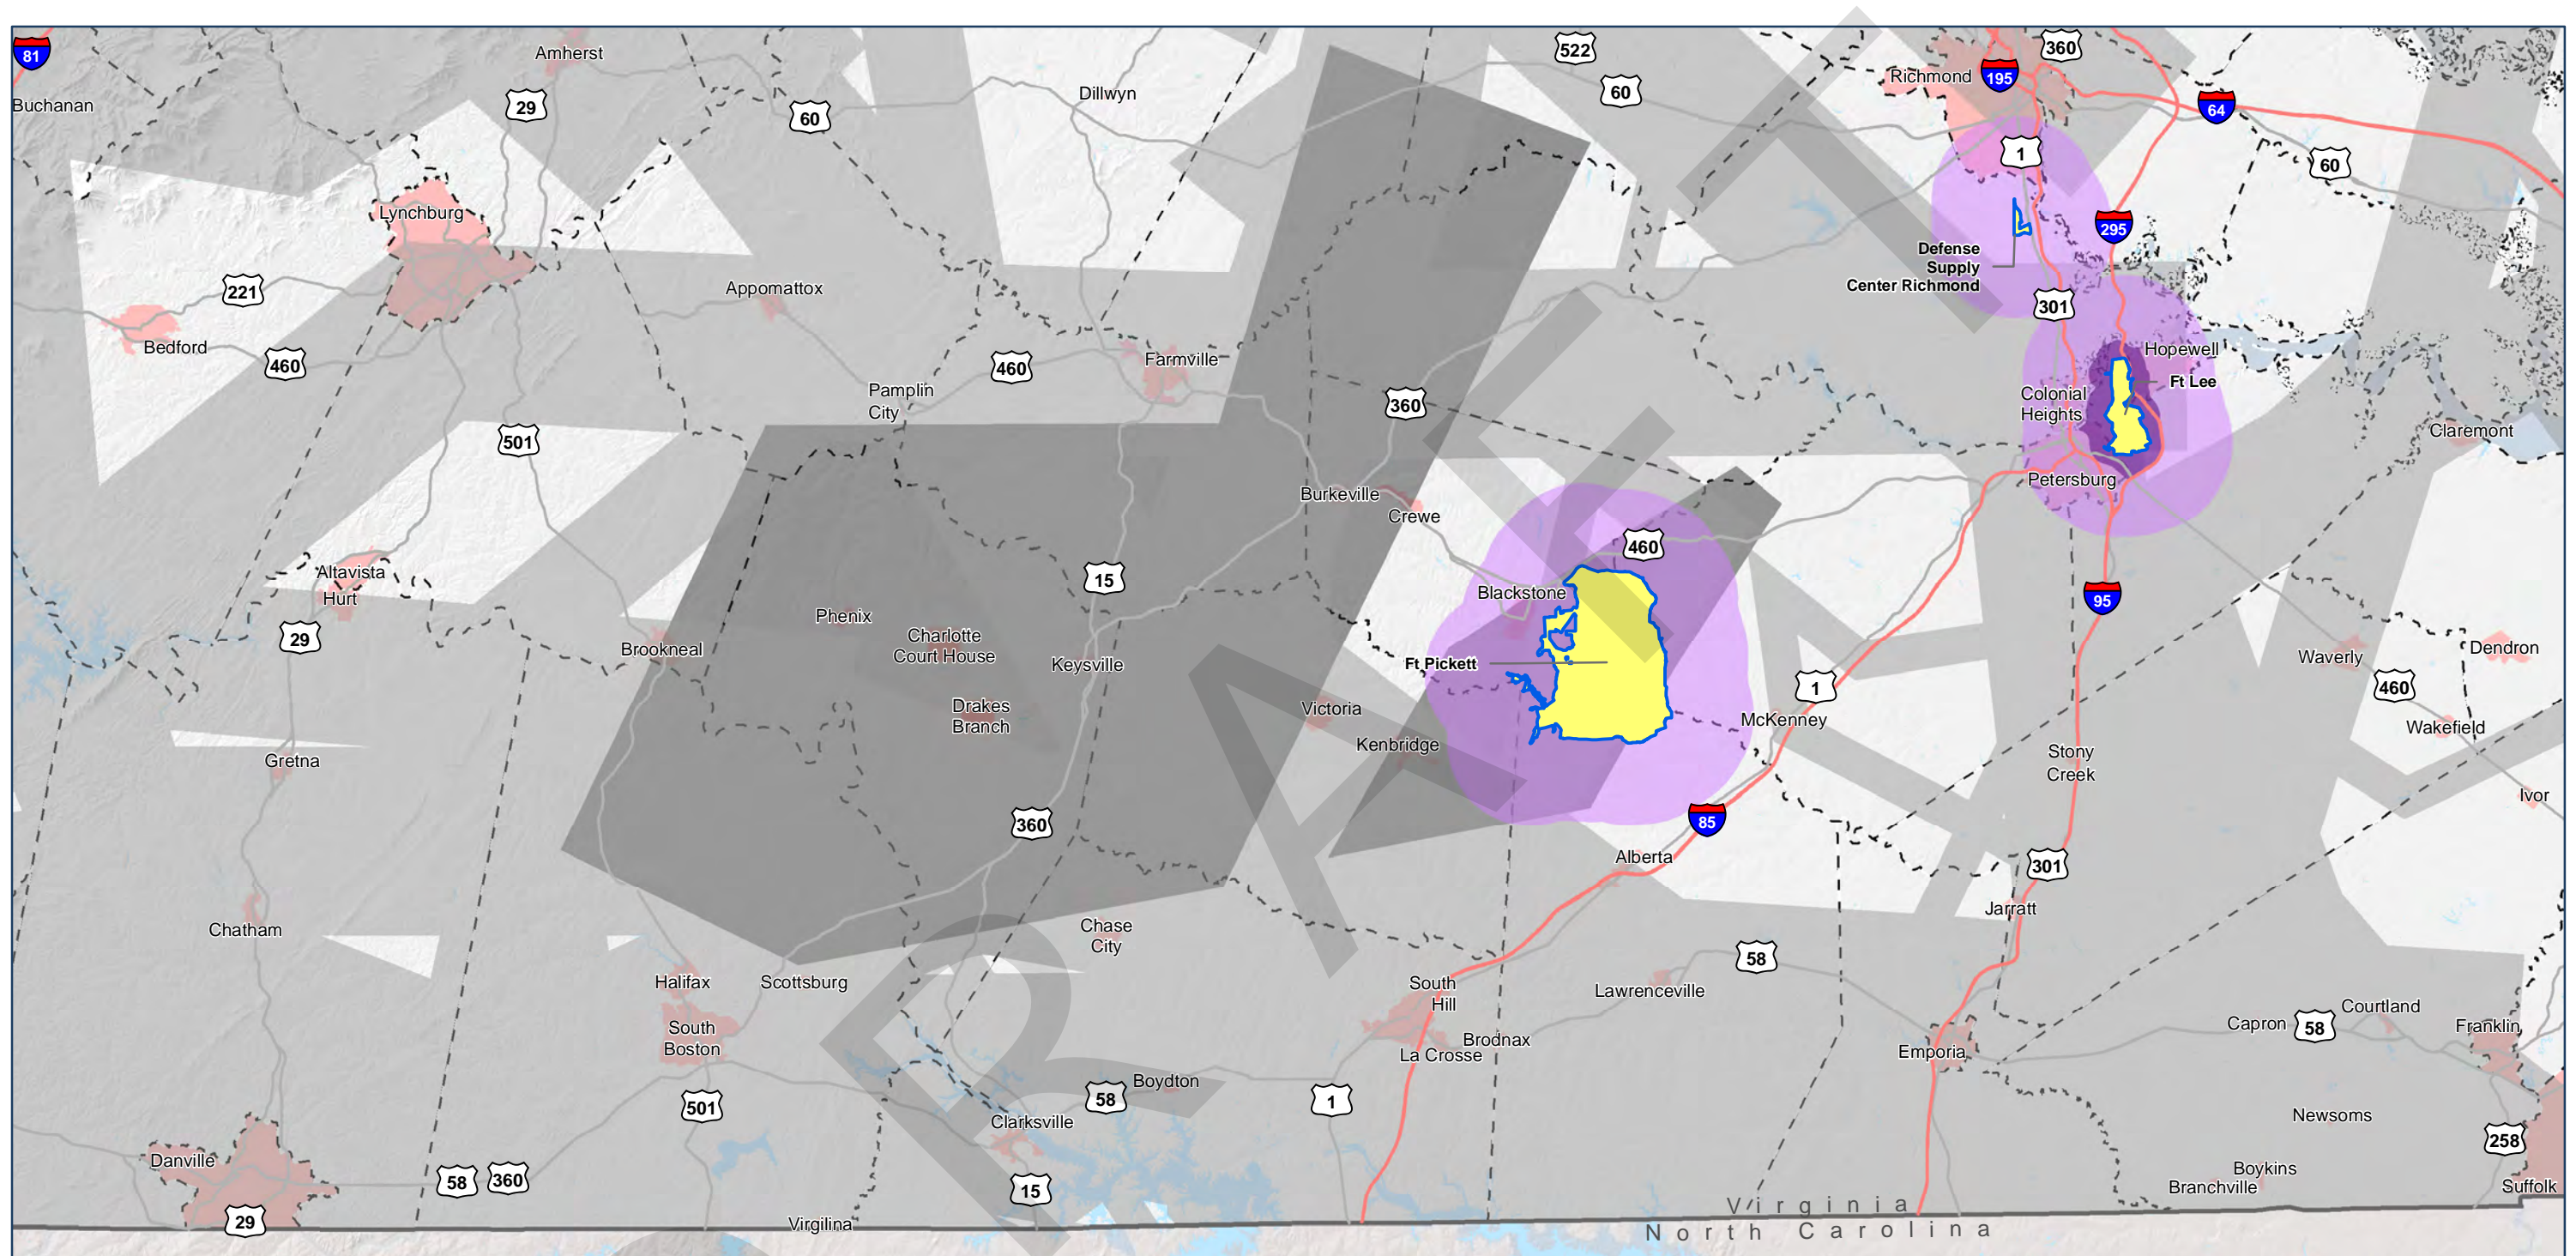 81
Amherst
522
360
Richmond
195
Buchanan
29
60
Dillwyn
60
64
1
60
Lynchburg
295
Defense
Supply
Center Richmond
221
Appomattox
301
Bedford
460
460
Farmville
Hopewell
Ft Lee
Pamplin
City
360
Colonial
Heights
501
Claremont
Petersburg
Burkeville
Crewe
460
Altavista
Hurt
15
Blackstone
95
29
Phenix
Charlotte
Court House
Brookneal
Keysville
Ft Pickett
Waverly
Dendron
1
460
Drakes
Branch
Victoria
McKenney
Wakefield
Kenbridge
Gretna
Stony
Creek
Ivor
360
85
Alberta
301
Jarratt
Chatham
Chase
City
58
Halifax
Scottsburg
South
Hill
Lawrenceville
Courtland
Capron
58
Franklin
South
Boston
Brodnax
La Crosse
Emporia
Boydton
58
1
501
Clarksville
Newsoms
258
Danville
58
360
15
Boykins
Branchville
Suffolk
Virginia
29
Virgilina
North Carolina
DRAFT